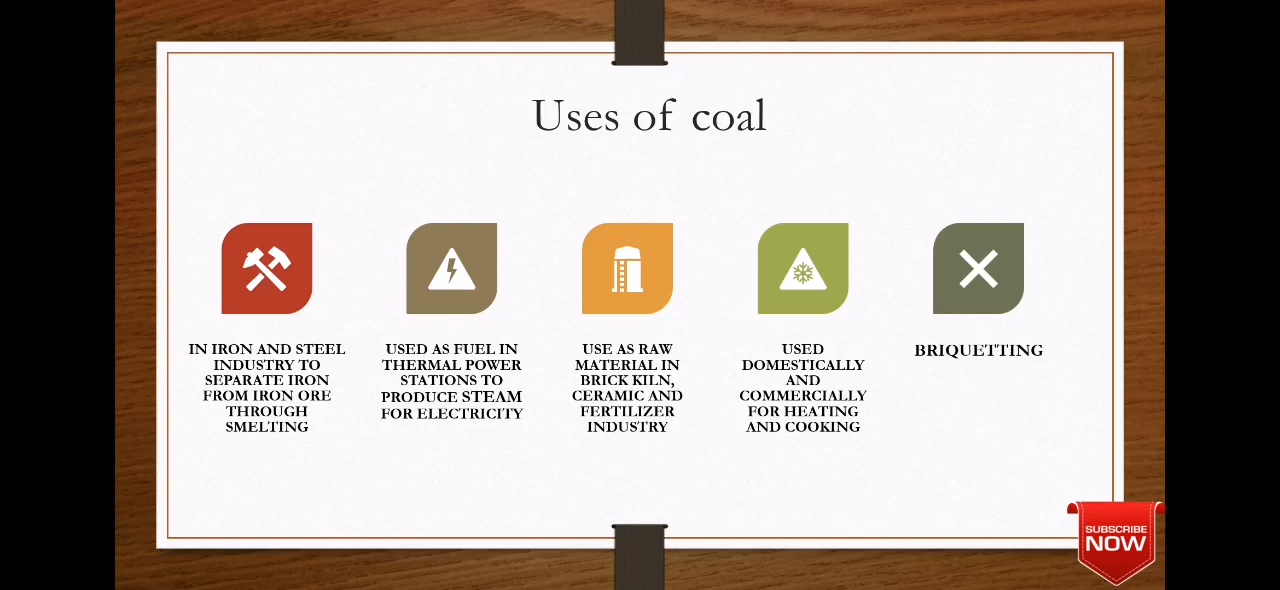 Uses of coal
IN IRON AND STEEL
INDUSTRY TO
SEPARATE IRON
FROM IRON ORE
THROUGH
SMELTING
USED AS FUEL IN
THERMAL POWER
STATIONS TO
PRODUCE STEAM
FOR ELECTRICITY
USE AS RAW
MATERIAL IN
BRICK KILN,
CERAMIC AND
FERTILIZER
INDUSTRY
USED
DOMESTICALLY
AND
COMMERCIALLY
FOR HEATING
AND COOKING
BRIQUETTING
SUBSCRIBE
NOW